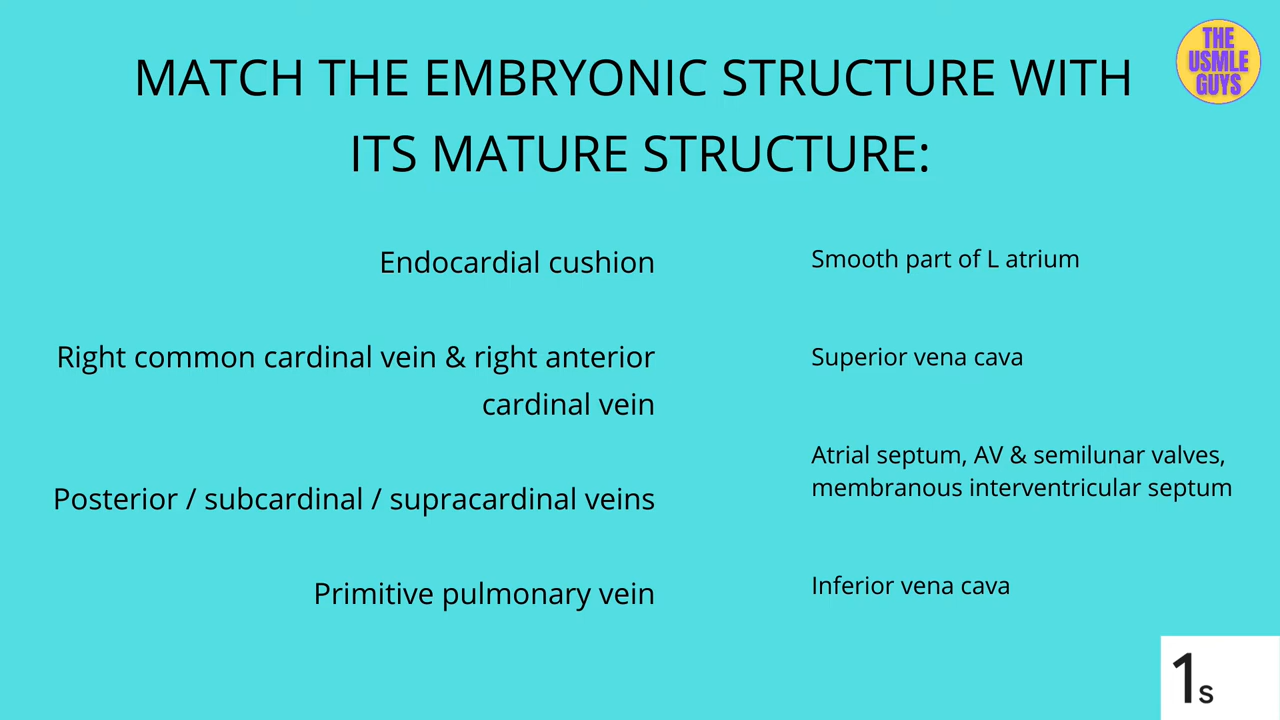 THE
USMLE
GUYS
MATCH THE EMBRYONIC STRUCTURE WITH
ITS MATURE STRUCTURE:
Endocardial cushion
Right common cardinal vein & right anterior
cardinal vein
Posterior / subcardinal / supracardinal veins
Primitive pulmonary vein
Smooth part of L atrium
Superior vena cava
Atrial septum, AV & semilunar valves,
membranous interventricular septum
Inferior vena cava
1s